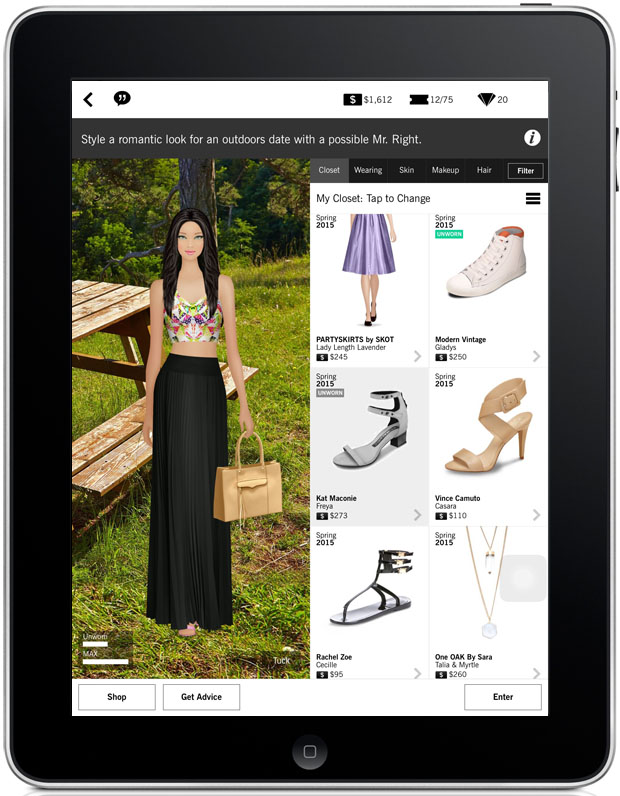 $ $1,612 12/75 20
Style a romantic look for an outdoors date with a possible Mr. Right. i
Closet Wearing Skin Makeup Hair Filter
My Closet: Tap to Change
Spring
2015
PARTYSKIRTS by SKOT
Lady Length Lavender
$ $245
Spring
2015
UNWORN
Modern Vintage
Gladys
$ $250
Spring
2015
UNWORN
Kat Maconie
Freya
$ $273
Spring
2015
Vince Camuto
Casara
$ $110
Spring
2015
Rachel Zoe
Cecille
$ $95
Spring
2015
One OAK By Sara
Talia & Myrtle
$ $260
Unworn
MAX
Tuck
Shop
Get Advice
Enter